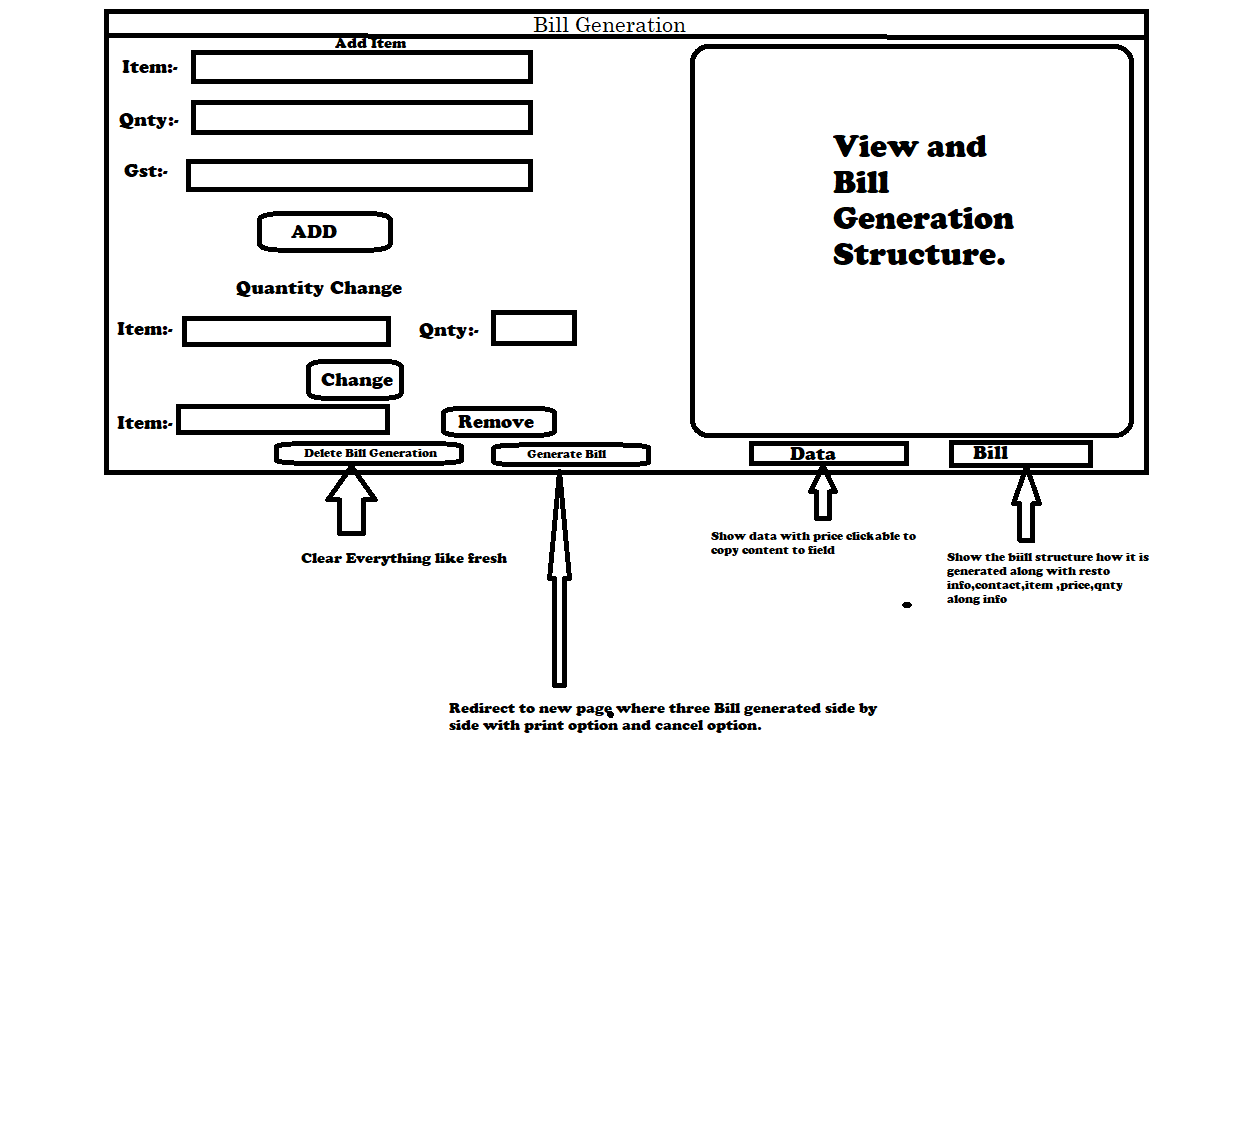 Bill Generation
Add Item
Item:-
Qnty:-
Gst:-
ADD
Quantity Change
Item:-
Qnty:-
Change
Item:-
Remove
Delete Bill Generation
Generate Bill
View and
Bill
Generation
Structure.
Data
Bill
Clear Everything like fresh
Show data with price clickable to
copy content to field
Show the biill structure how it is
generated along with resto
info,contact,item ,price,qnty
along info
Redirect to new page where three Bill generated side by
side with print option and cancel option.